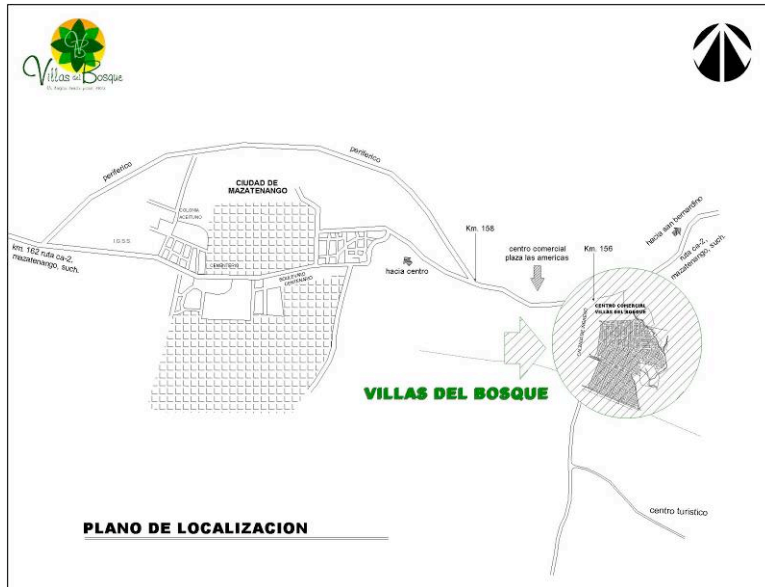 Villas del Bosque
periferico
periferico
CIUDAD DE
MAZATENANGO
COLONIA
ACEITUNO
I.G.S.S.
km. 162 ruta ca-2,
mazatenango, such.
CEMENTERIO
BOULEVARD
CENTENARIO
hacia centro
Km. 158
centro comercial
plaza las americas
Km. 156
hacia san bernardino
ruta ca-2,
mazatenango, such.
CENTRO COMERCIAL
VILLAS DEL BOSQUE
VILLAS DEL BOSQUE
centro turistico
PLANO DE LOCALIZACION